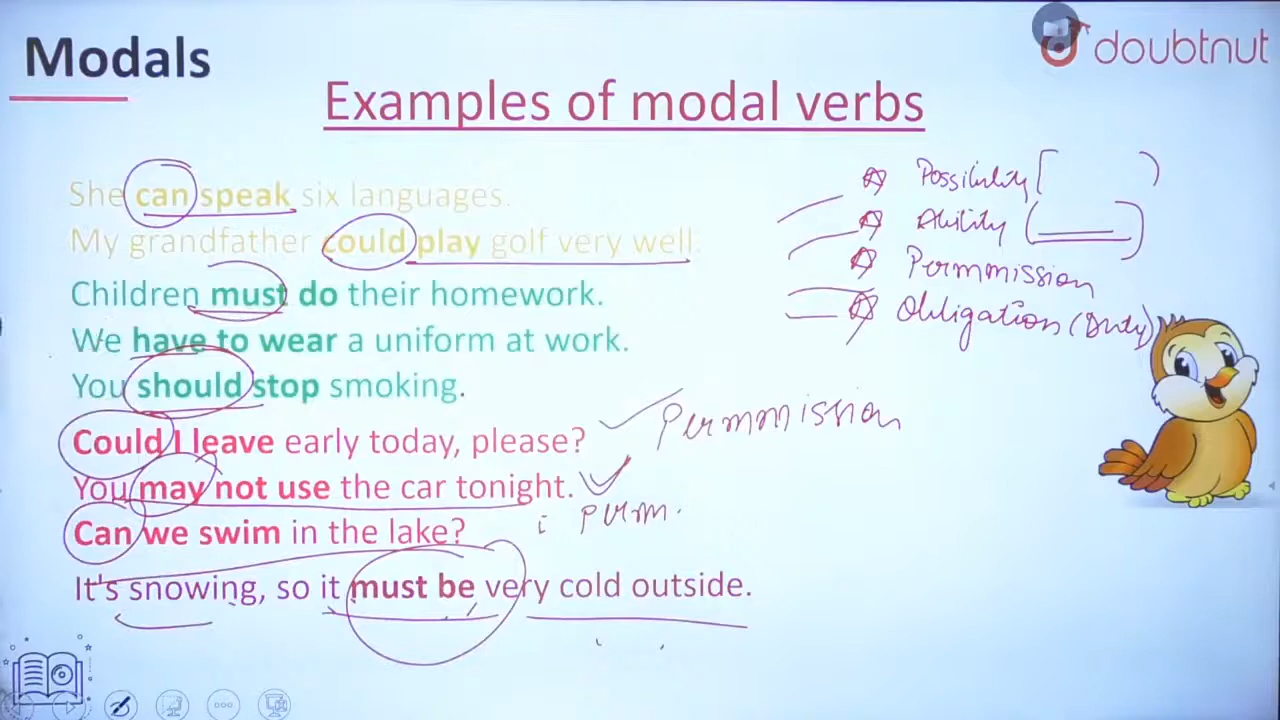 Modals
doubtnut
Examples of modal verbs
She can speak six languages.
My grandfather could play golf very well.
Children must do their homework.
We have to wear a uniform at work.
You should stop smoking.
Could I leave early today, please?
You may not use the car tonight.
Can we swim in the lake?
It's snowing, so it must be very cold outside.
Possibility
Ability
Permmission
Obligation (Duty)
Permmission
perm.